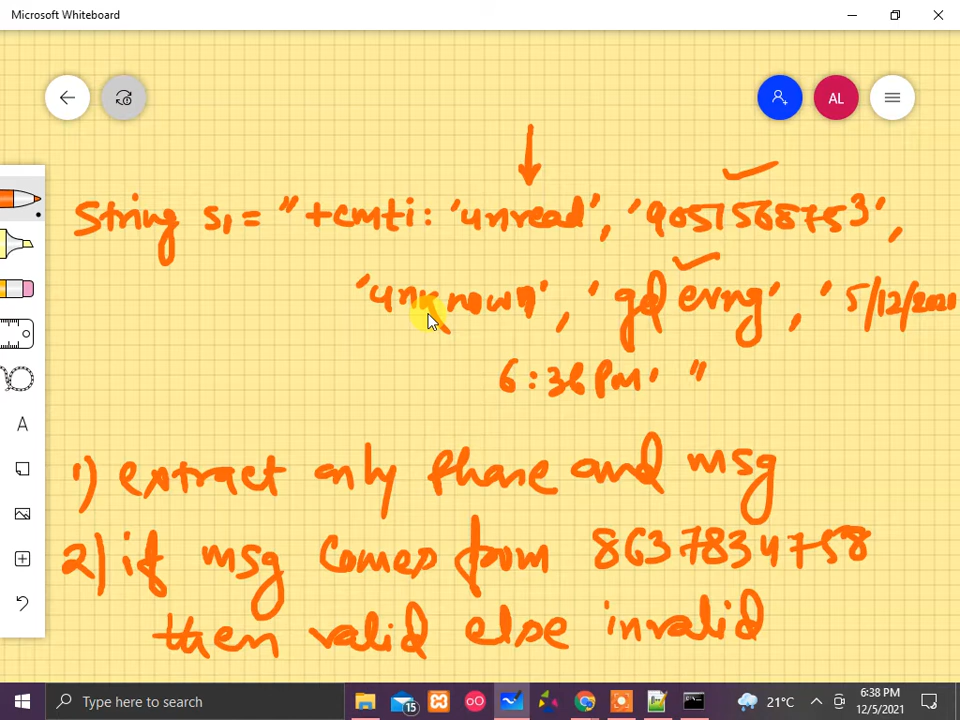 Microsoft Whiteboard
AL
String s1 = "+cmti: 'unread', '9051568753',
'unknown', 'gd evng', '5/12/2021
6:36 PM' "
1) extract only phone and msg
2) if msg comes from 8637834758
then valid else invalid
A
Type here to search
15
21°C
6:38 PM
12/5/2021